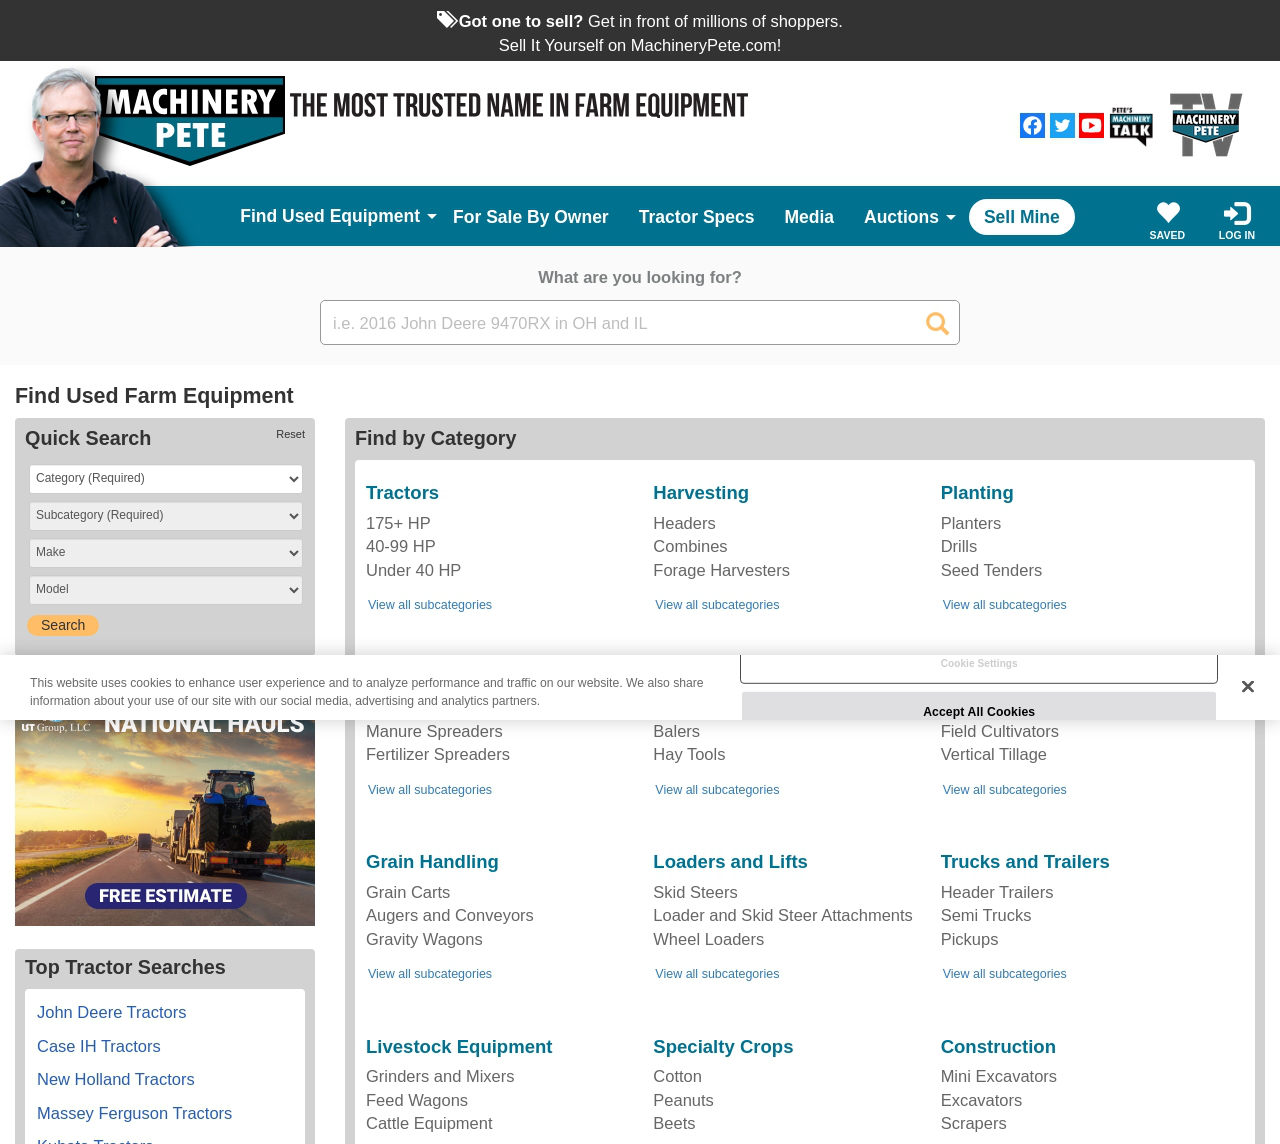 Got one to sell? Get in front of millions of shoppers.
Sell It Yourself on MachineryPete.com!
MACHINERY
PETE
THE MOST TRUSTED NAME IN FARM EQUIPMENT
PETE'S
MACHINERY
TALK
TV
MACHINERY
PETE
Find Used Equipment
For Sale By Owner
Tractor Specs
Media
Auctions
Sell Mine
SAVED
LOG IN
What are you looking for?
i.e. 2016 John Deere 9470RX in OH and IL
Find Used Farm Equipment
Quick Search
Reset
Category (Required)
Subcategory (Required)
Make
Model
Search
Find by Category
Tractors
175+ HP
40-99 HP
Under 40 HP
View all subcategories
Harvesting
Headers
Combines
Forage Harvesters
View all subcategories
Planting
Planters
Drills
Seed Tenders
View all subcategories
This website uses cookies to enhance user experience and to analyze performance and traffic on our website. We also share
information about your use of our site with our social media, advertising and analytics partners.
Cookie Settings
Accept All Cookies
Group, LLC
NATIONAL HAULS
FREE ESTIMATE
Manure Spreaders
Fertilizer Spreaders
View all subcategories
Balers
Hay Tools
View all subcategories
Field Cultivators
Vertical Tillage
View all subcategories
Grain Handling
Grain Carts
Augers and Conveyors
Gravity Wagons
View all subcategories
Loaders and Lifts
Skid Steers
Loader and Skid Steer Attachments
Wheel Loaders
View all subcategories
Trucks and Trailers
Header Trailers
Semi Trucks
Pickups
View all subcategories
Top Tractor Searches
John Deere Tractors
Case IH Tractors
New Holland Tractors
Massey Ferguson Tractors
Kubota Tractors
Livestock Equipment
Grinders and Mixers
Feed Wagons
Cattle Equipment
Specialty Crops
Cotton
Peanuts
Beets
Construction
Mini Excavators
Excavators
Scrapers